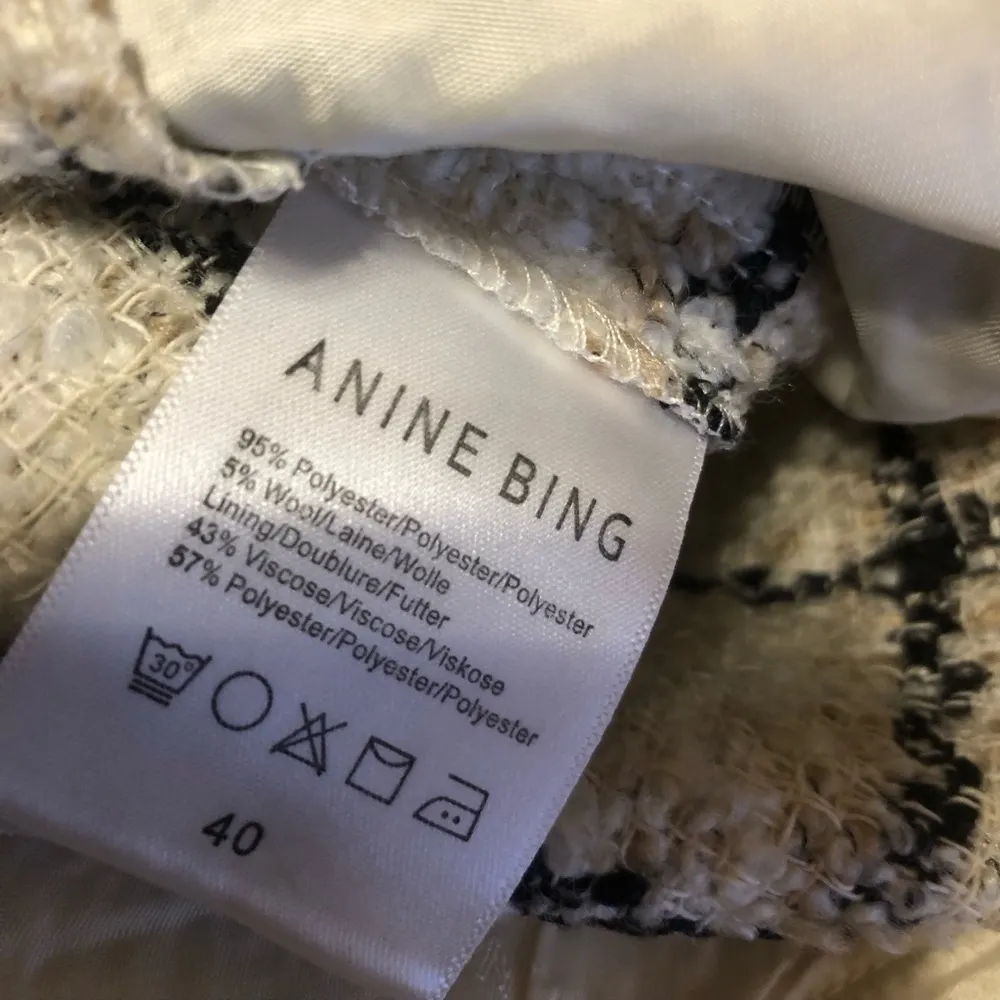 ANINE BING
95% Polyester/Polyester/Polyester
5% Wool/Laine/Wolle
Lining/Doublure/Futter
43% Viscose/Viscose/Viskose
57% Polyester/Polyester/Polyester
30°
40